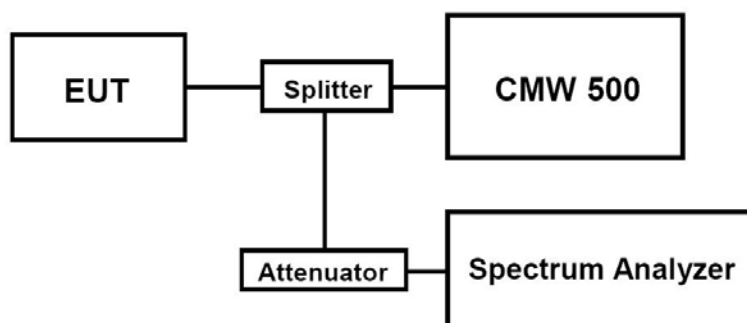 EUT
Splitter
CMW 500
Attenuator
Spectrum Analyzer